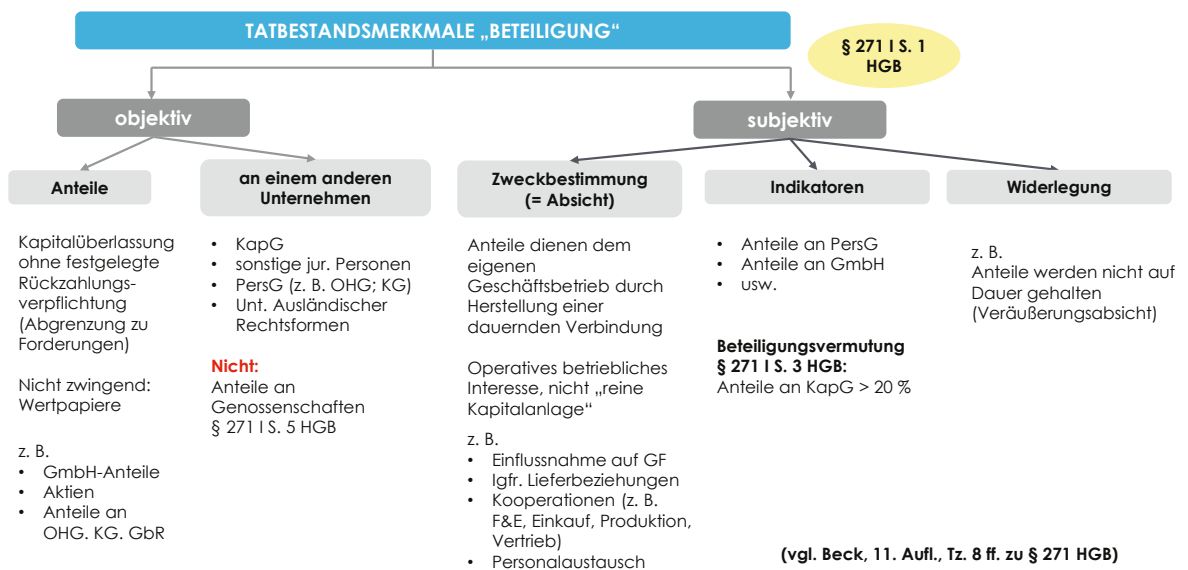 TATBESTANDSMERKMALE „BETEILIGUNG“
§ 271 I S. 1
HGB
objektiv
subjektiv
Anteile
Kapitalüberlassung
ohne festgelegte
Rückzahlungs-
verpflichtung
(Abgrenzung zu
Forderungen)
Nicht zwingend:
Wertpapiere
z. B.
• GmbH-Anteile
• Aktien
• Anteile an
OHG. KG. GbR
an einem anderen
Unternehmen
• KapG
• sonstige jur. Personen
• PersG (z. B. OHG; KG)
• Unt. Ausländischer
Rechtsformen
Nicht:
Anteile an
Genossenschaften
§ 271 I S. 5 HGB
Zweckbestimmung
(= Absicht)
Anteile dienen dem
eigenen
Geschäftsbetrieb durch
Herstellung einer
dauernden Verbindung
Operatives betriebliches
Interesse, nicht „reine
Kapitalanlage“
z. B.
• Einflussnahme auf GF
• lgfr. Lieferbeziehungen
• Kooperationen (z. B.
F&E, Einkauf, Produktion,
Vertrieb)
• Personalaustausch
Indikatoren
• Anteile an PersG
• Anteile an GmbH
• usw.
Beteiligungsvermutung
§ 271 I S. 3 HGB:
Anteile an KapG > 20 %
Widerlegung
z. B.
Anteile werden nicht auf
Dauer gehalten
(Veräußerungsabsicht)
(vgl. Beck, 11. Aufl., Tz. 8 ff. zu § 271 HGB)